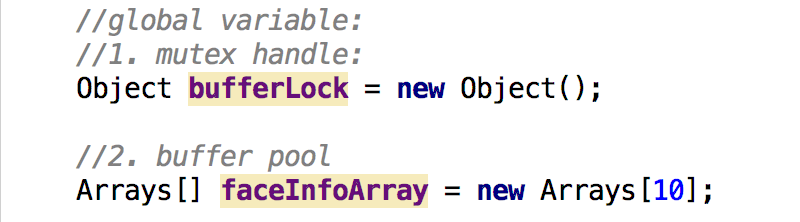 //global variable:
//1. mutex handle:
Object bufferLock = new Object();
//2. buffer pool
Arrays[] faceInfoArray = new Arrays[10];